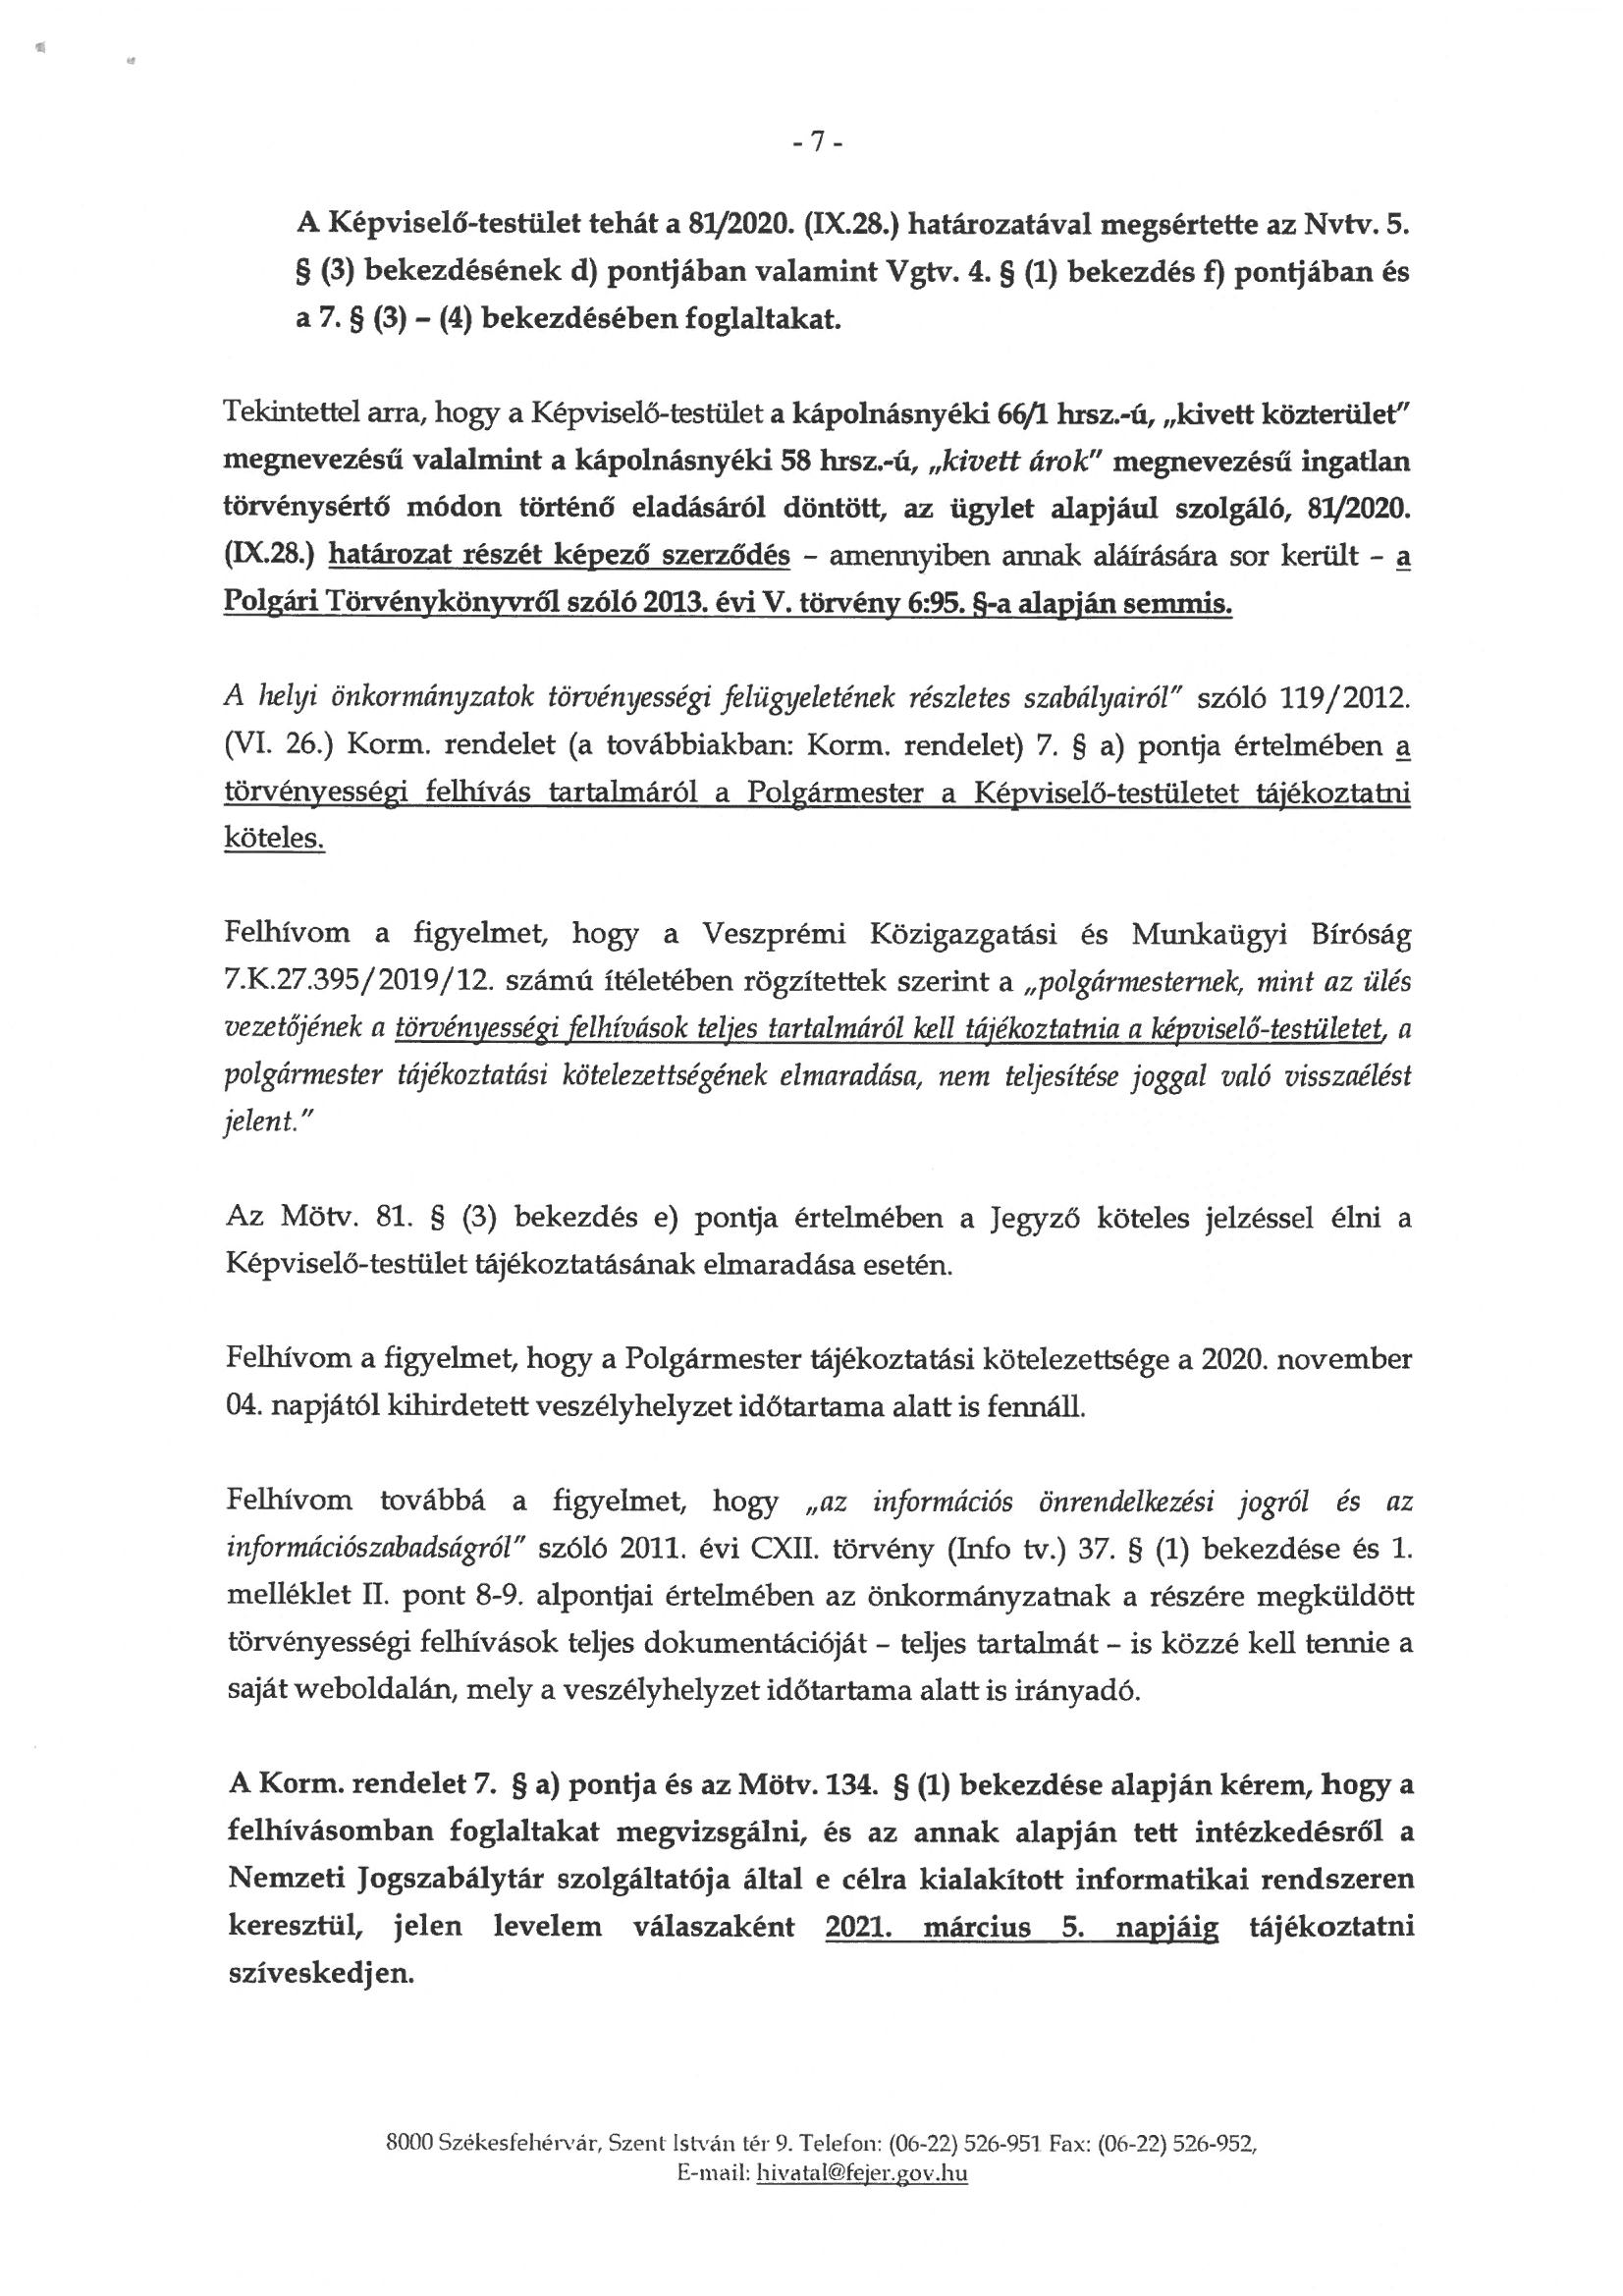 - 7 -
A Képviselő-testület tehát a 81/2020. (IX.28.) határozatával megsértette az Nvtv. 5.
§ (3) bekezdésének d) pontjában valamint Vgtv. 4. § (1) bekezdés f) pontjában és
a 7. § (3) – (4) bekezdésében foglaltakat.
Tekintettel arra, hogy a Képviselő-testület a kápolnásnyéki 66/1 hrsz.-ú, „kivett közterület”
megnevezésű valalmint a kápolnásnyéki 58 hrsz.-ú, „kivett árok” megnevezésű ingatlan
törvénysértő módon történő eladásáról döntött, az ügylet alapjául szolgáló, 81/2020.
(IX.28.) határozat részét képező szerződés – amennyiben annak aláírására sor került – a
Polgári Törvénykönyvről szóló 2013. évi V. törvény 6:95. §-a alapján semmis.
A helyi önkormányzatok törvényességi felügyeletének részletes szabályairól” szóló 119/2012.
(VI. 26.) Korm. rendelet (a továbbiakban: Korm. rendelet) 7. § a) pontja értelmében a
törvényességi felhívás tartalmáról a Polgármester a Képviselő-testületet tájékoztatni
köteles.
Felhívom a figyelmet, hogy a Veszprémi Közigazgatási és Munkaügyi Bíróság
7.K.27.395/2019/12. számú ítéletében rögzítettek szerint a „polgármesternek, mint az ülés
vezetőjének a törvényességi felhívások teljes tartalmáról kell tájékoztatnia a képviselő-testületet, a
polgármester tájékoztatási kötelezettségének elmaradása, nem teljesítése joggal való visszaélést
jelent.”
Az Mötv. 81. § (3) bekezdés e) pontja értelmében a Jegyző köteles jelzéssel élni a
Képviselő-testület tájékoztatásának elmaradása esetén.
Felhívom a figyelmet, hogy a Polgármester tájékoztatási kötelezettsége a 2020. november
04. napjától kihirdetett veszélyhelyzet időtartama alatt is fennáll.
Felhívom továbbá a figyelmet, hogy „az információs önrendelkezési jogról és az
információszabadságról” szóló 2011. évi CXII. törvény (Info tv.) 37. § (1) bekezdése és 1.
melléklet II. pont 8-9. alpontjai értelmében az önkormányzatnak a részére megküldött
törvényességi felhívások teljes dokumentációját – teljes tartalmát – is közzé kell tennie a
saját weboldalán, mely a veszélyhelyzet időtartama alatt is irányadó.
A Korm. rendelet 7. § a) pontja és az Mötv. 134. § (1) bekezdése alapján kérem, hogy a
felhívásomban foglaltakat megvizsgálni, és az annak alapján tett intézkedésről a
Nemzeti Jogszabálytár szolgáltatója által e célra kialakított informatikai rendszeren
keresztül, jelen levelem válaszaként 2021. március 5. napjáig tájékoztatni
szíveskedjen.
8000 Székesfehérvár, Szent István tér 9. Telefon: (06-22) 526-951 Fax: (06-22) 526-952,
E-mail: hivatal@fejer.gov.hu